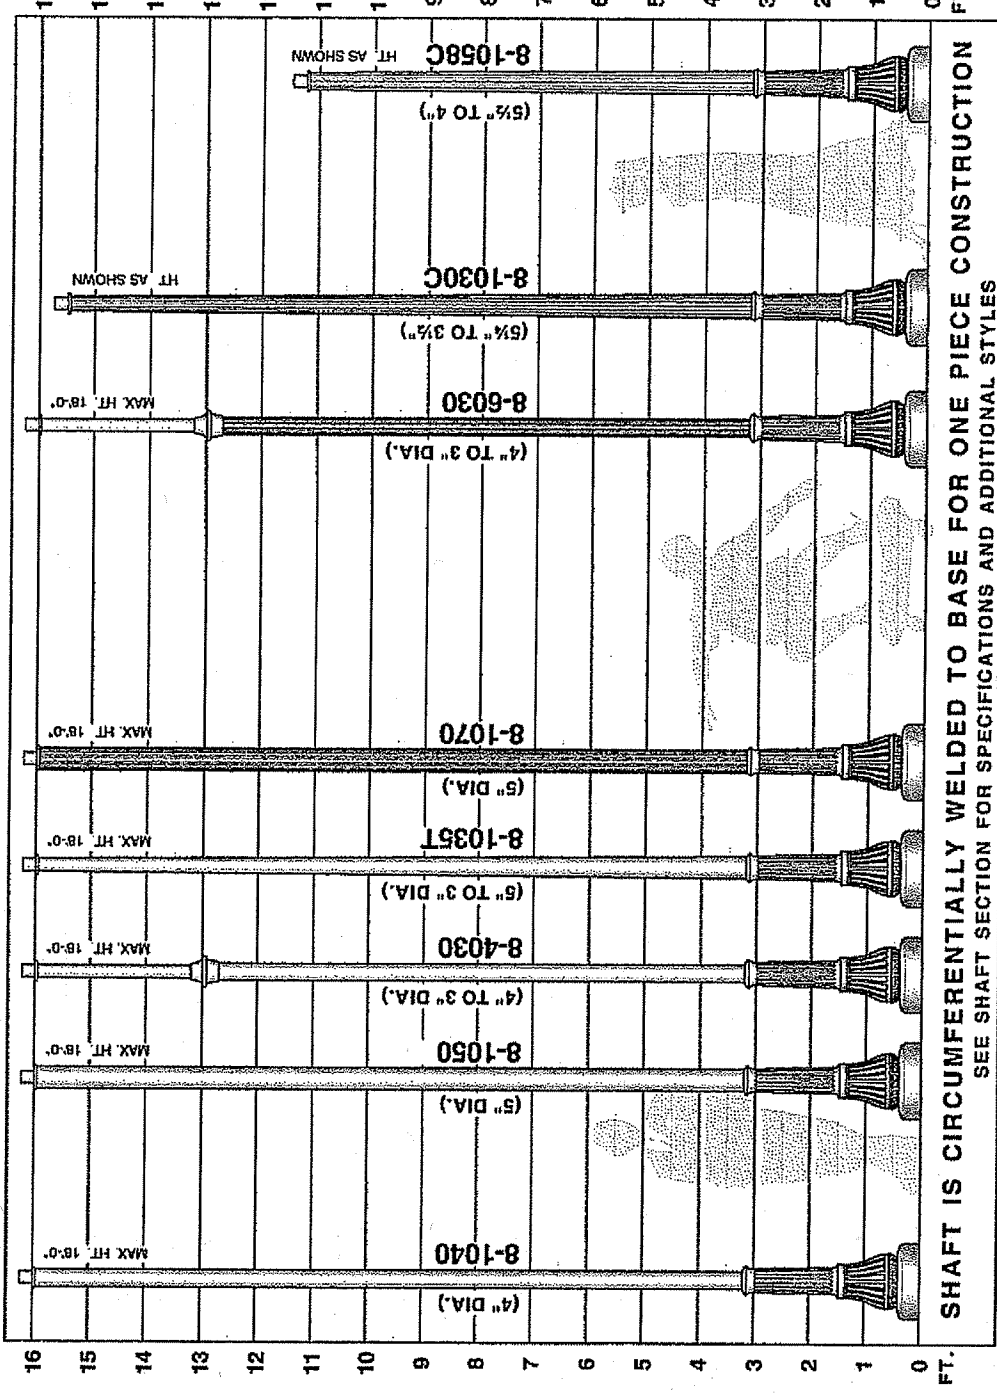 16
15
14
13
12
11
10
9
8
7
6
5
4
3
2
1
0
FT.
8-1040
(4" DIA.)
MAX. HT. 18'-0"
8-1050
(5" DIA.)
MAX. HT. 18'-0"
8-4030
(4" TO 3" DIA.)
MAX. HT. 18'-0"
8-1035T
(5" TO 3" DIA.)
MAX. HT. 18'-0"
8-1070
(5" DIA.)
MAX. HT. 18'-0"
8-6030
(4" TO 3" DIA.)
MAX. HT. 18'-0"
8-1030C
(5¼" TO 3½")
HT. AS SHOWN
8-1058C
(5½" TO 4")
HT. AS SHOWN
SHAFT IS CIRCUMFERENTIALLY WELDED TO BASE FOR ONE PIECE CONSTRUCTION
SEE SHAFT SECTION FOR SPECIFICATIONS AND ADDITIONAL STYLES